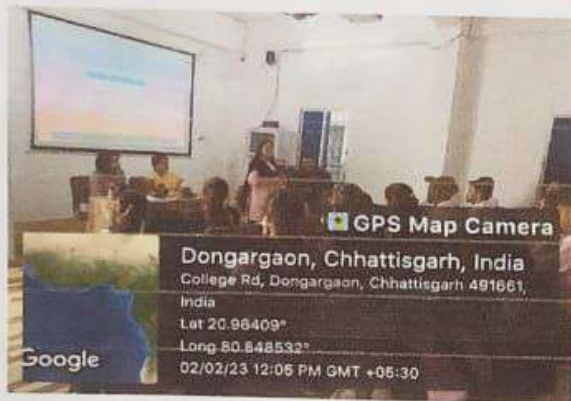 GPS Map Camera
Dongargaon, Chhattisgarh, India
College Rd, Dongargaon, Chhattisgarh 491661,
India
Lat 20.96409°
Long 80.848532°
02/02/23 12:05 PM GMT +05:30
Google